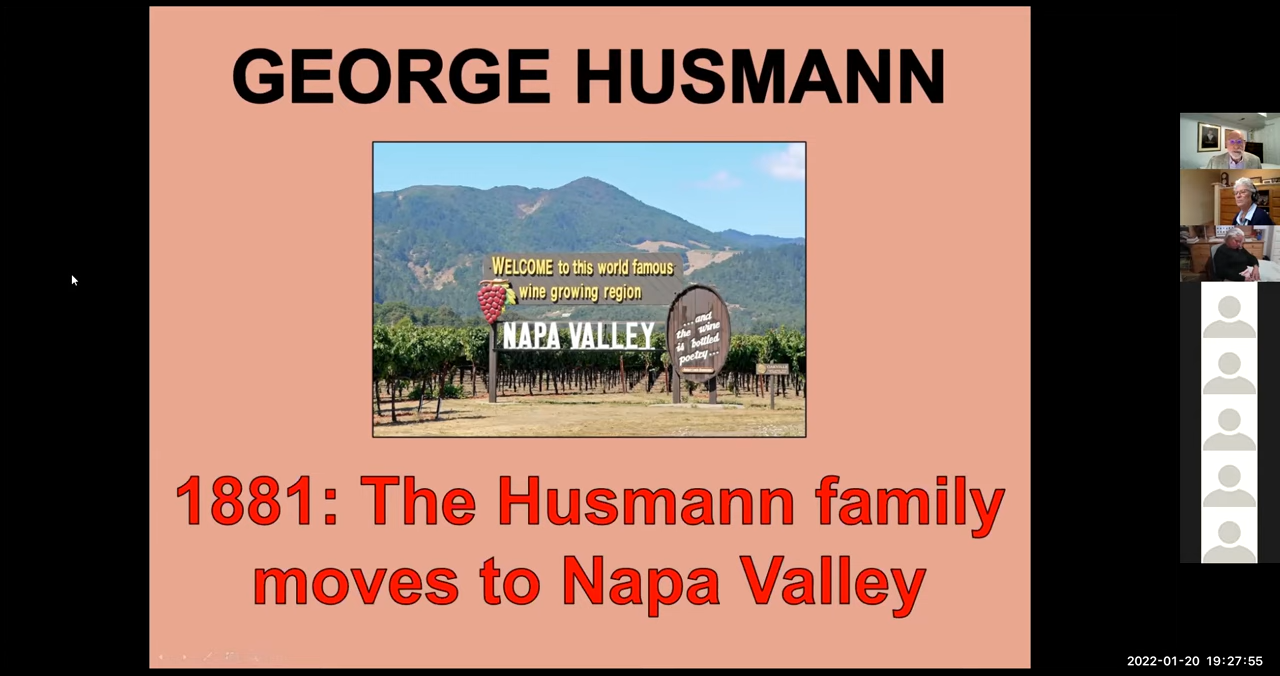 GEORGE HUSMANN
WELCOME to this world famous
wine growing region
NAPA VALLEY
...and
the wine
is bottled
poetry...
1881: The Husmann family
moves to Napa Valley
2022-01-20 19:27:55